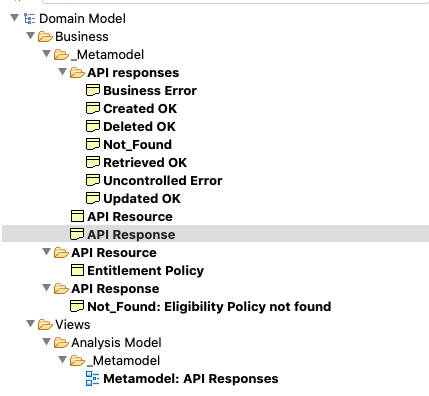 Domain Model
Business
_Metamodel
API responses
Business Error
Created OK
Deleted OK
Not_Found
Retrieved OK
Uncontrolled Error
Updated OK
API Resource
API Response
API Resource
Entitlement Policy
API Response
Not_Found: Eligibility Policy not found
Views
Analysis Model
_Metamodel
Metamodel: API Responses